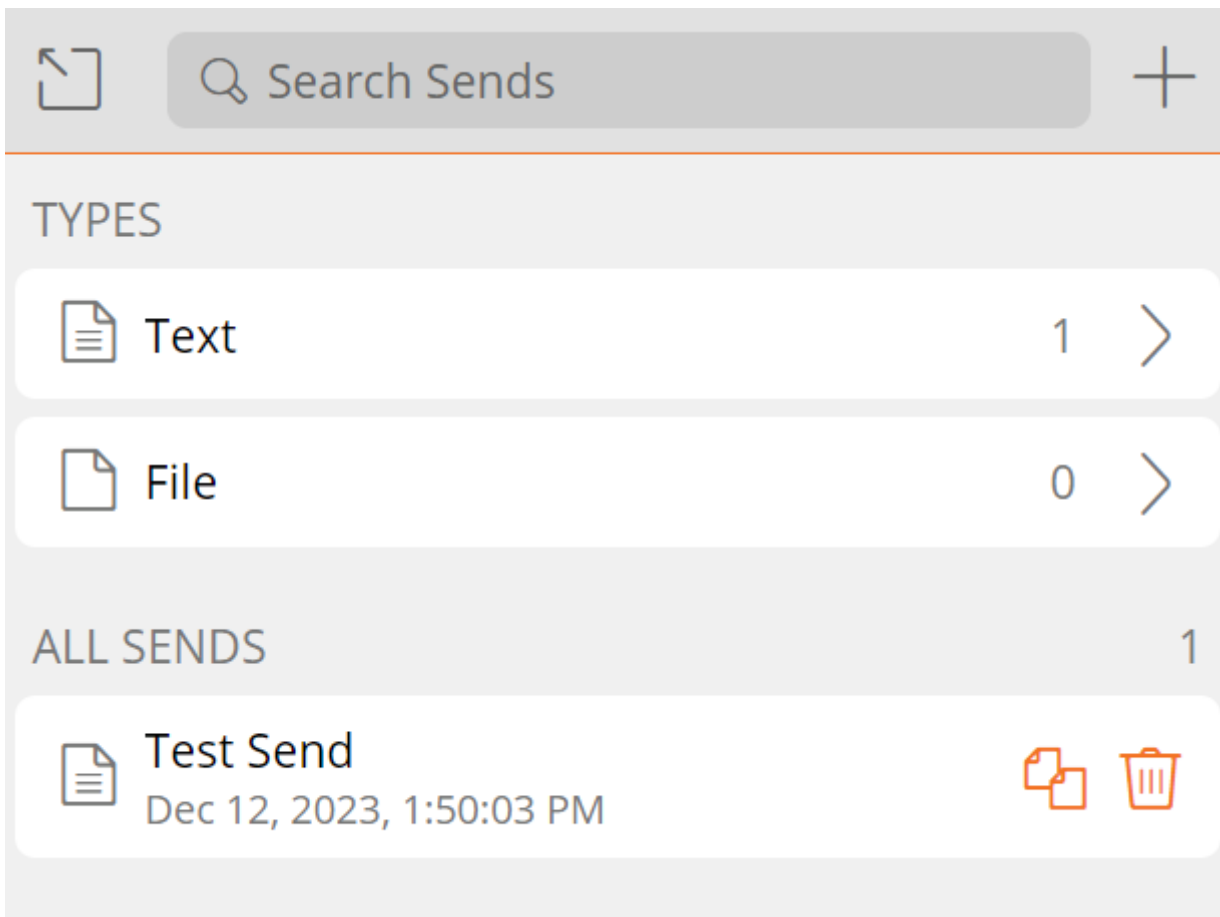 Search Sends
TYPES
Text 1
File 0
ALL SENDS 1
Test Send
Dec 12, 2023, 1:50:03 PM